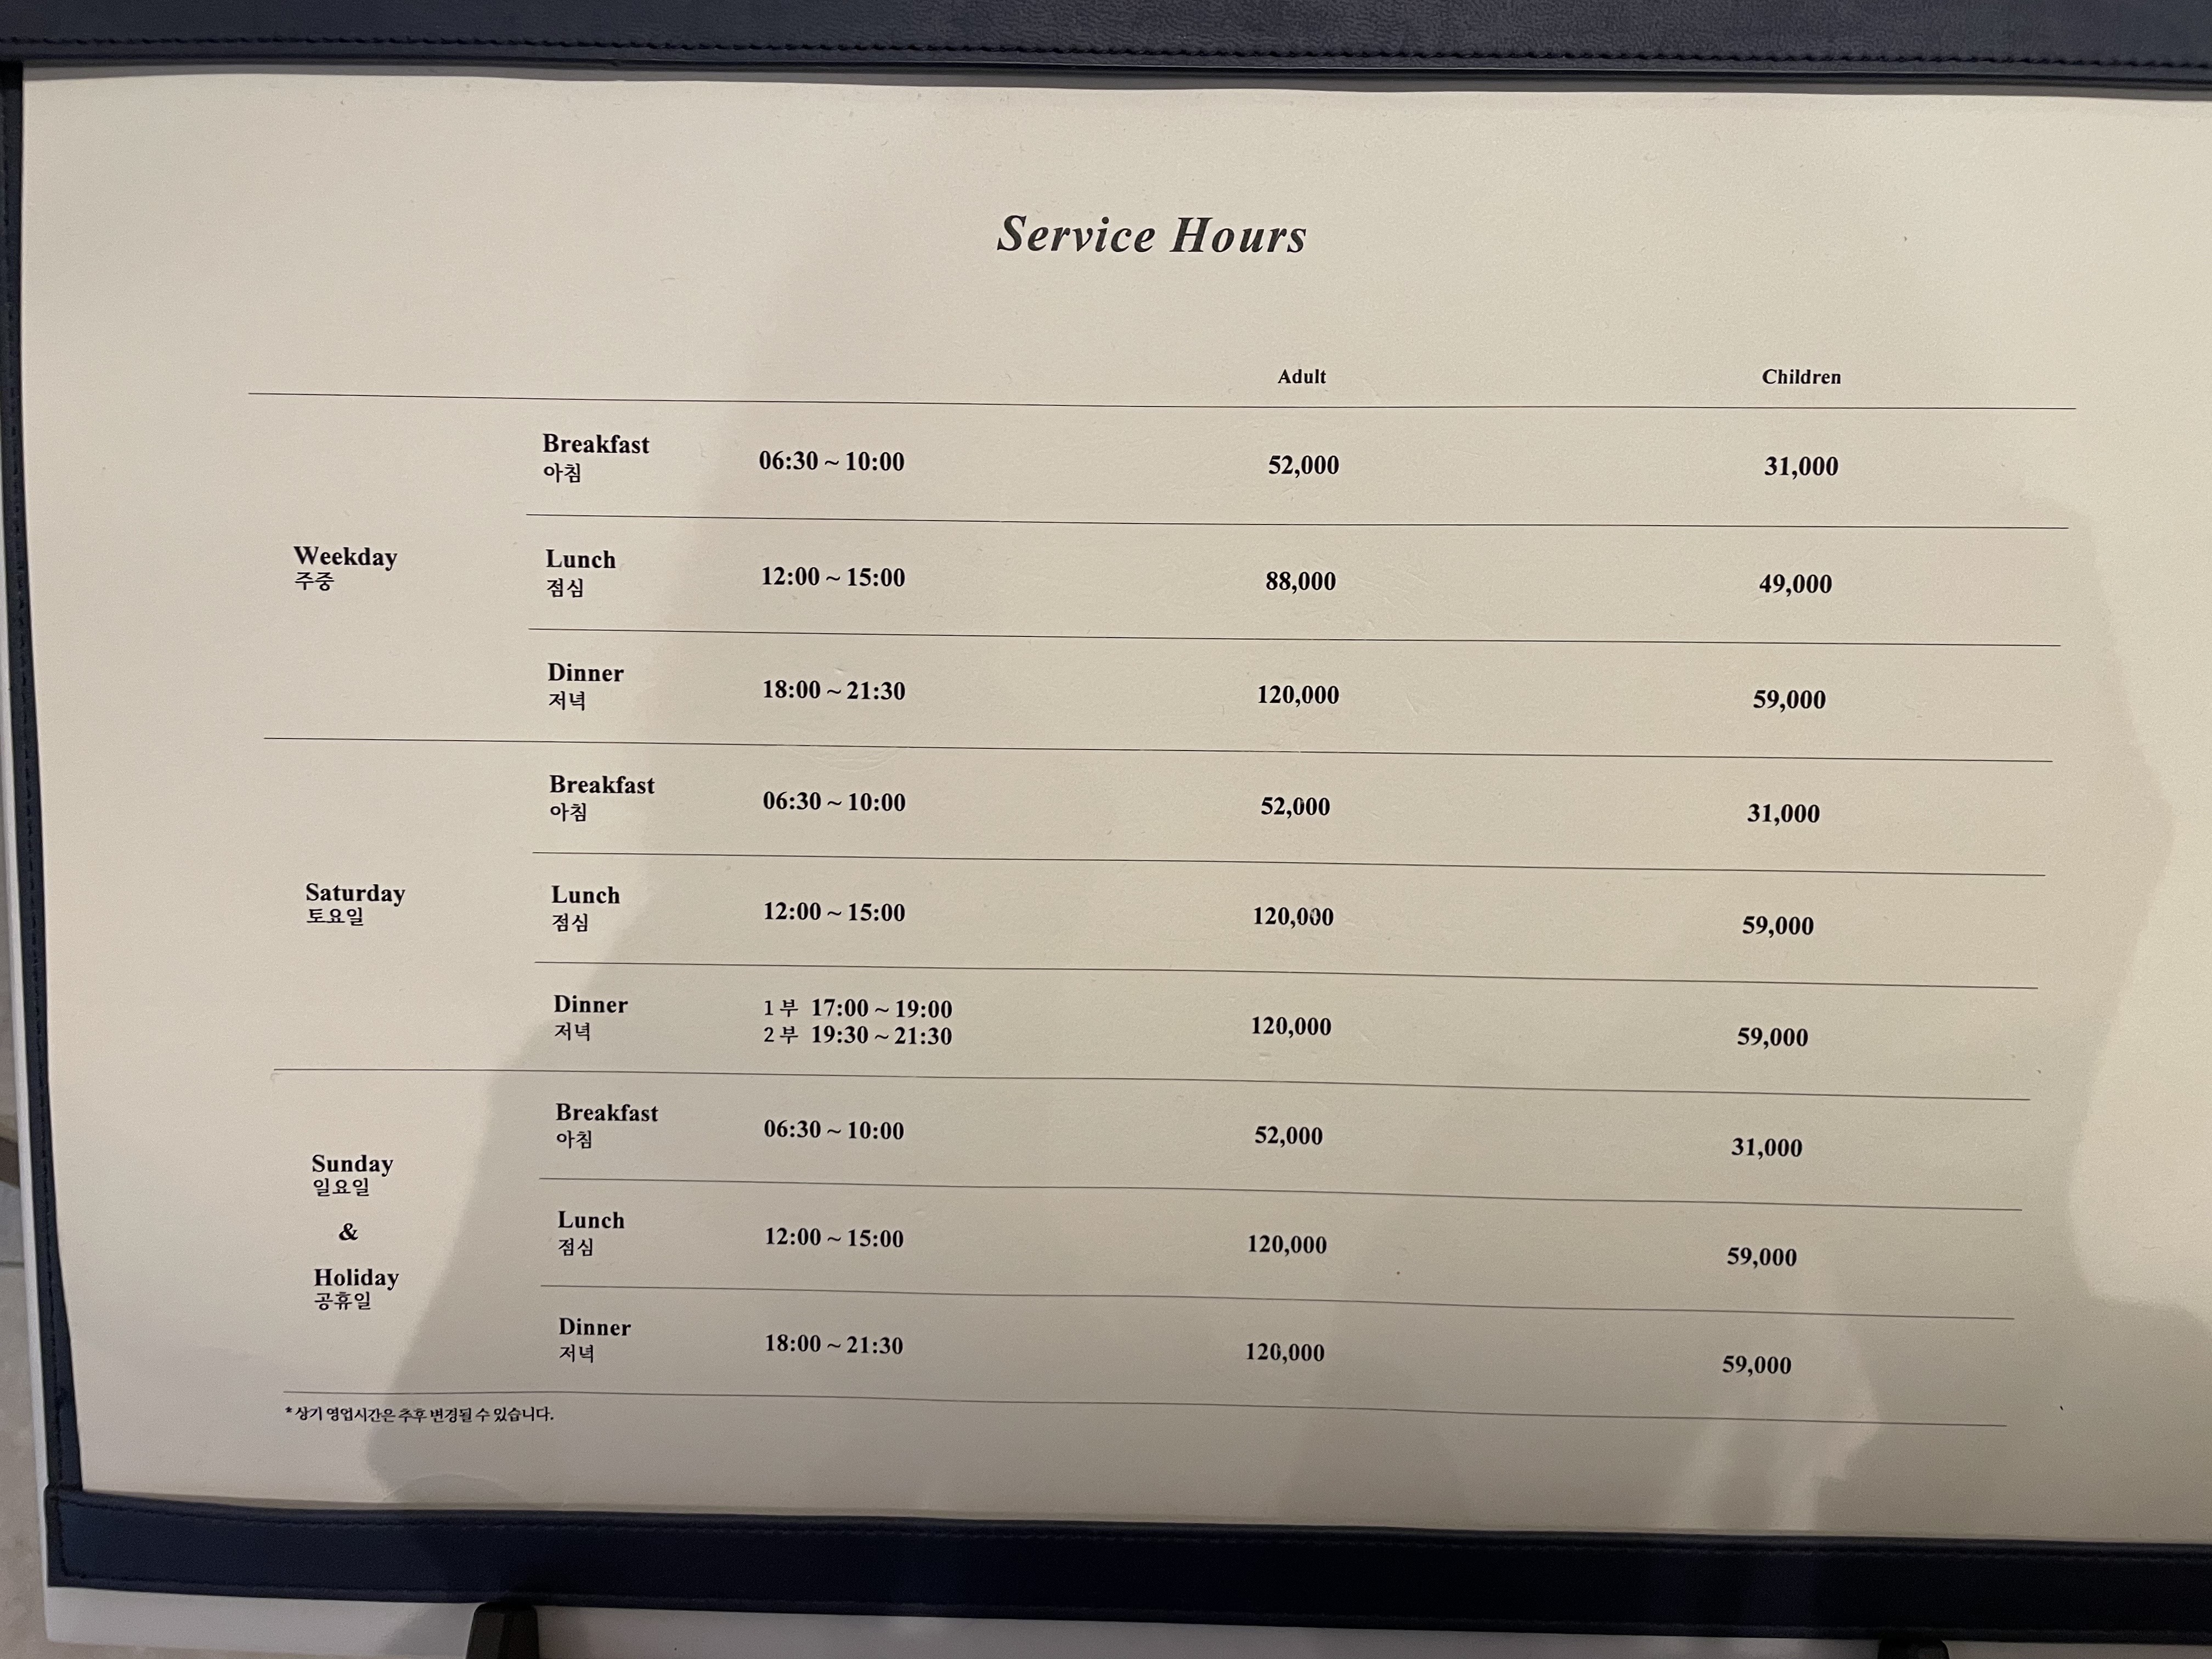 Service Hours
Adult Children
Weekday
주중
Breakfast
아침
06:30 ~ 10:00 52,000 31,000
Lunch
점심
12:00 ~ 15:00 88,000 49,000
Dinner
저녁
18:00 ~ 21:30 120,000 59,000
Saturday
토요일
Breakfast
아침
06:30 ~ 10:00 52,000 31,000
Lunch
점심
12:00 ~ 15:00 120,000 59,000
Dinner
저녁
1부 17:00 ~ 19:00
2부 19:30 ~ 21:30
120,000 59,000
Sunday
일요일
&
Holiday
공휴일
Breakfast
아침
06:30 ~ 10:00 52,000 31,000
Lunch
점심
12:00 ~ 15:00 120,000 59,000
Dinner
저녁
18:00 ~ 21:30 120,000 59,000
* 상기 영업시간은 추후 변경될 수 있습니다.